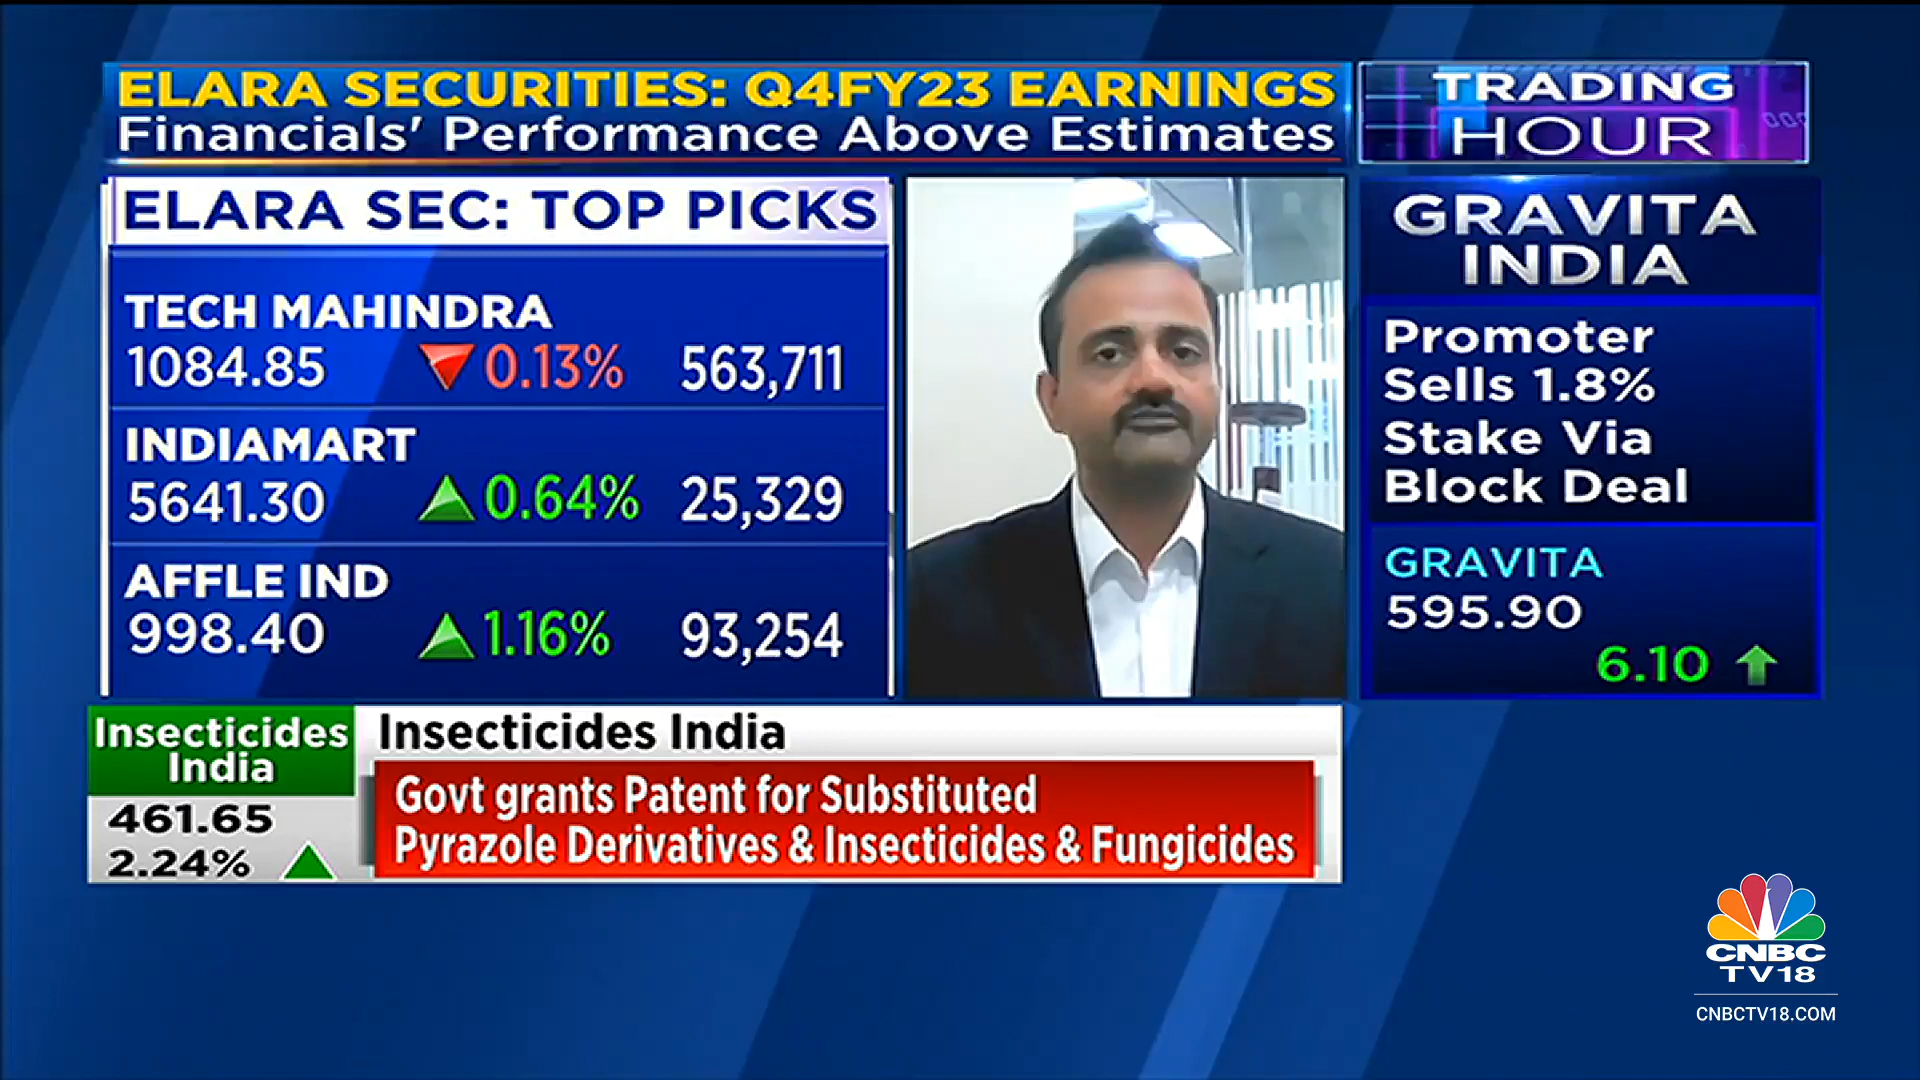 ELARA SECURITIES: Q4FY23 EARNINGS
Financials' Performance Above Estimates
TRADING
HOUR
ELARA SEC: TOP PICKS
TECH MAHINDRA
1084.85 0.13% 563,711
INDIAMART
5641.30 0.64% 25,329
AFFLE IND
998.40 1.16% 93,254
GRAVITA
INDIA
Promoter
Sells 1.8%
Stake Via
Block Deal
GRAVITA
595.90
6.10
Insecticides
India
461.65
2.24%
Insecticides India
Govt grants Patent for Substituted
Pyrazole Derivatives & Insecticides & Fungicides
CNBC
TV18
CNBCTV18.COM